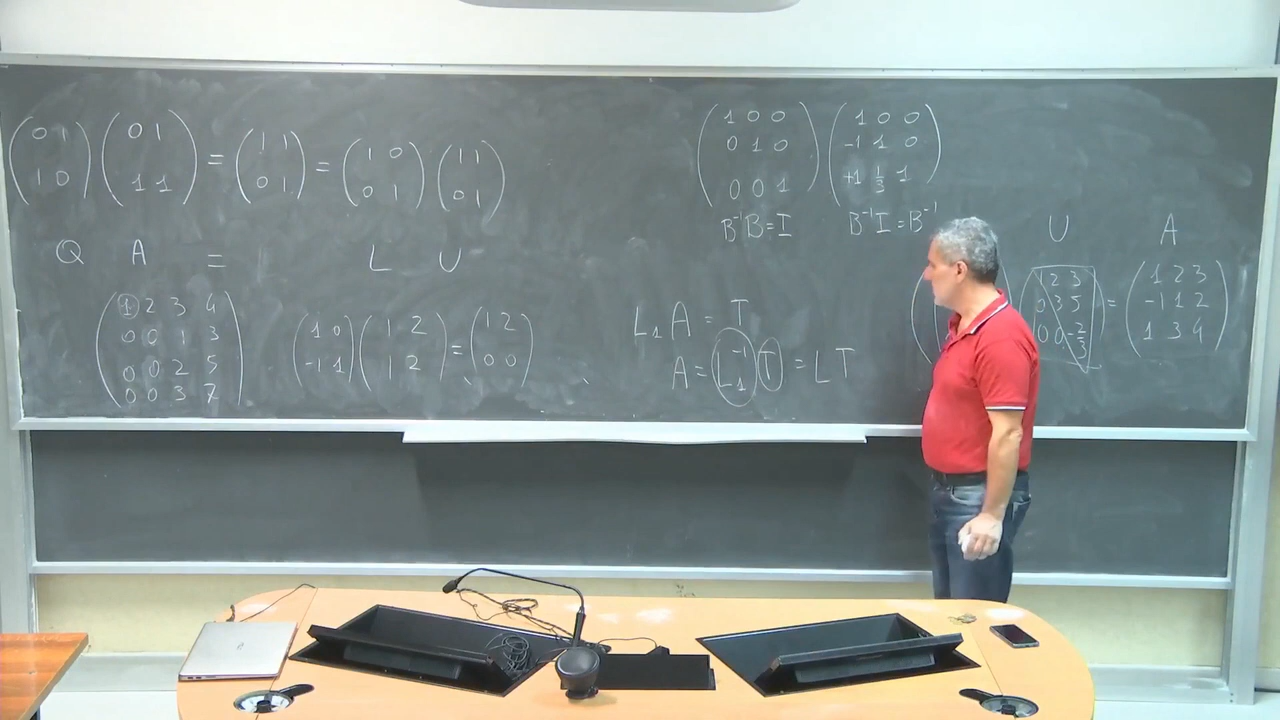 (0 1; 1 0) (0 1; 1 1) = (1 1; 0 1) = (1 0; 0 1) (1 1; 0 1)
Q A = L U
(1 2 3 4; 0 0 1 3; 0 0 2 5; 0 0 3 7)
(1 0; -1 1) (1 2; 1 2) = (1 2; 0 0)
(1 0 0; 0 1 0; 0 0 1) (1 0 0; -1 1 0; +1 1/3 1)
B⁻¹B=I B⁻¹I=B⁻¹
L₁A = T
A = L₁⁻¹ T = LT
U A
(1 2 3; 0 3 5; 0 0 -2/3) = (1 2 3; -1 1 2; 1 3 4)